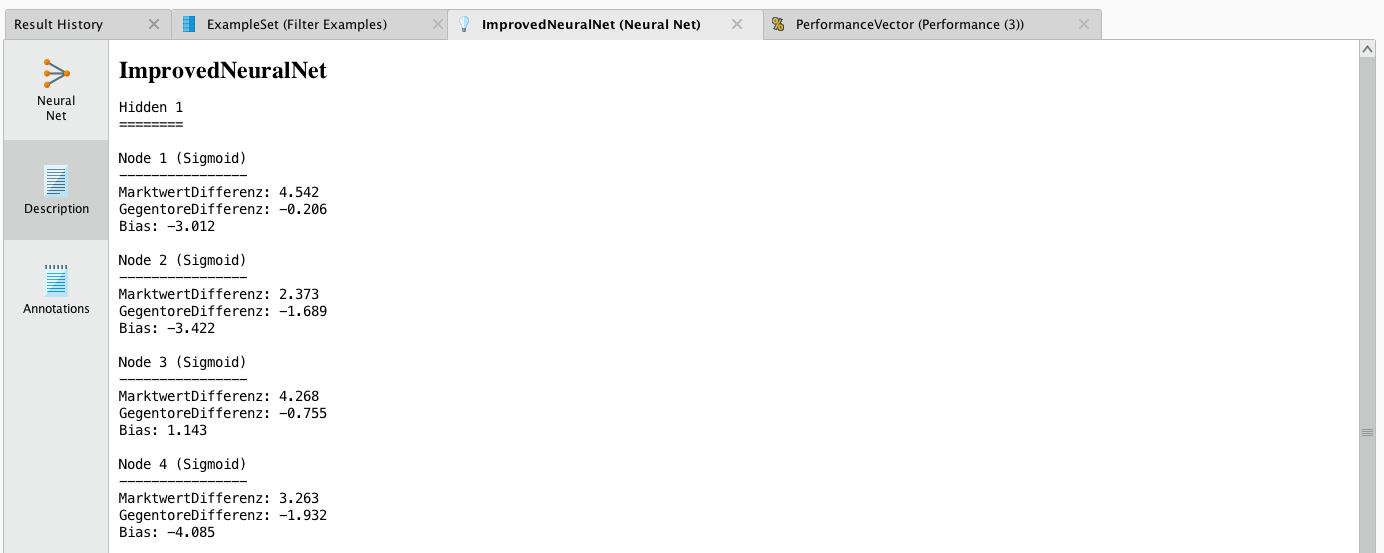 Result History
ExampleSet (Filter Examples)
ImprovedNeuralNet (Neural Net)
PerformanceVector (Performance (3))
Neural
Net
Description
Annotations
ImprovedNeuralNet
Hidden 1
========
Node 1 (Sigmoid)
----------------
MarktwertDifferenz: 4.542
GegentoreDifferenz: -0.206
Bias: -3.012
Node 2 (Sigmoid)
----------------
MarktwertDifferenz: 2.373
GegentoreDifferenz: -1.689
Bias: -3.422
Node 3 (Sigmoid)
----------------
MarktwertDifferenz: 4.268
GegentoreDifferenz: -0.755
Bias: 1.143
Node 4 (Sigmoid)
----------------
MarktwertDifferenz: 3.263
GegentoreDifferenz: -1.932
Bias: -4.085